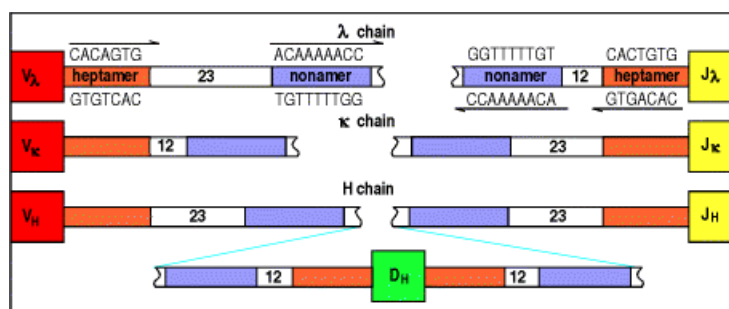 λ chain
CACAGTG ACAAAAACC GGTTTTTGT CACTGTG
Vλ heptamer 23 nonamer nonamer 12 heptamer Jλ
GTGTCAC TGTTTTTGG CCAAAAACA GTGACAC
κ chain
Vκ 12 23 Jκ
H chain
VH 23 23 JH
12 DH 12